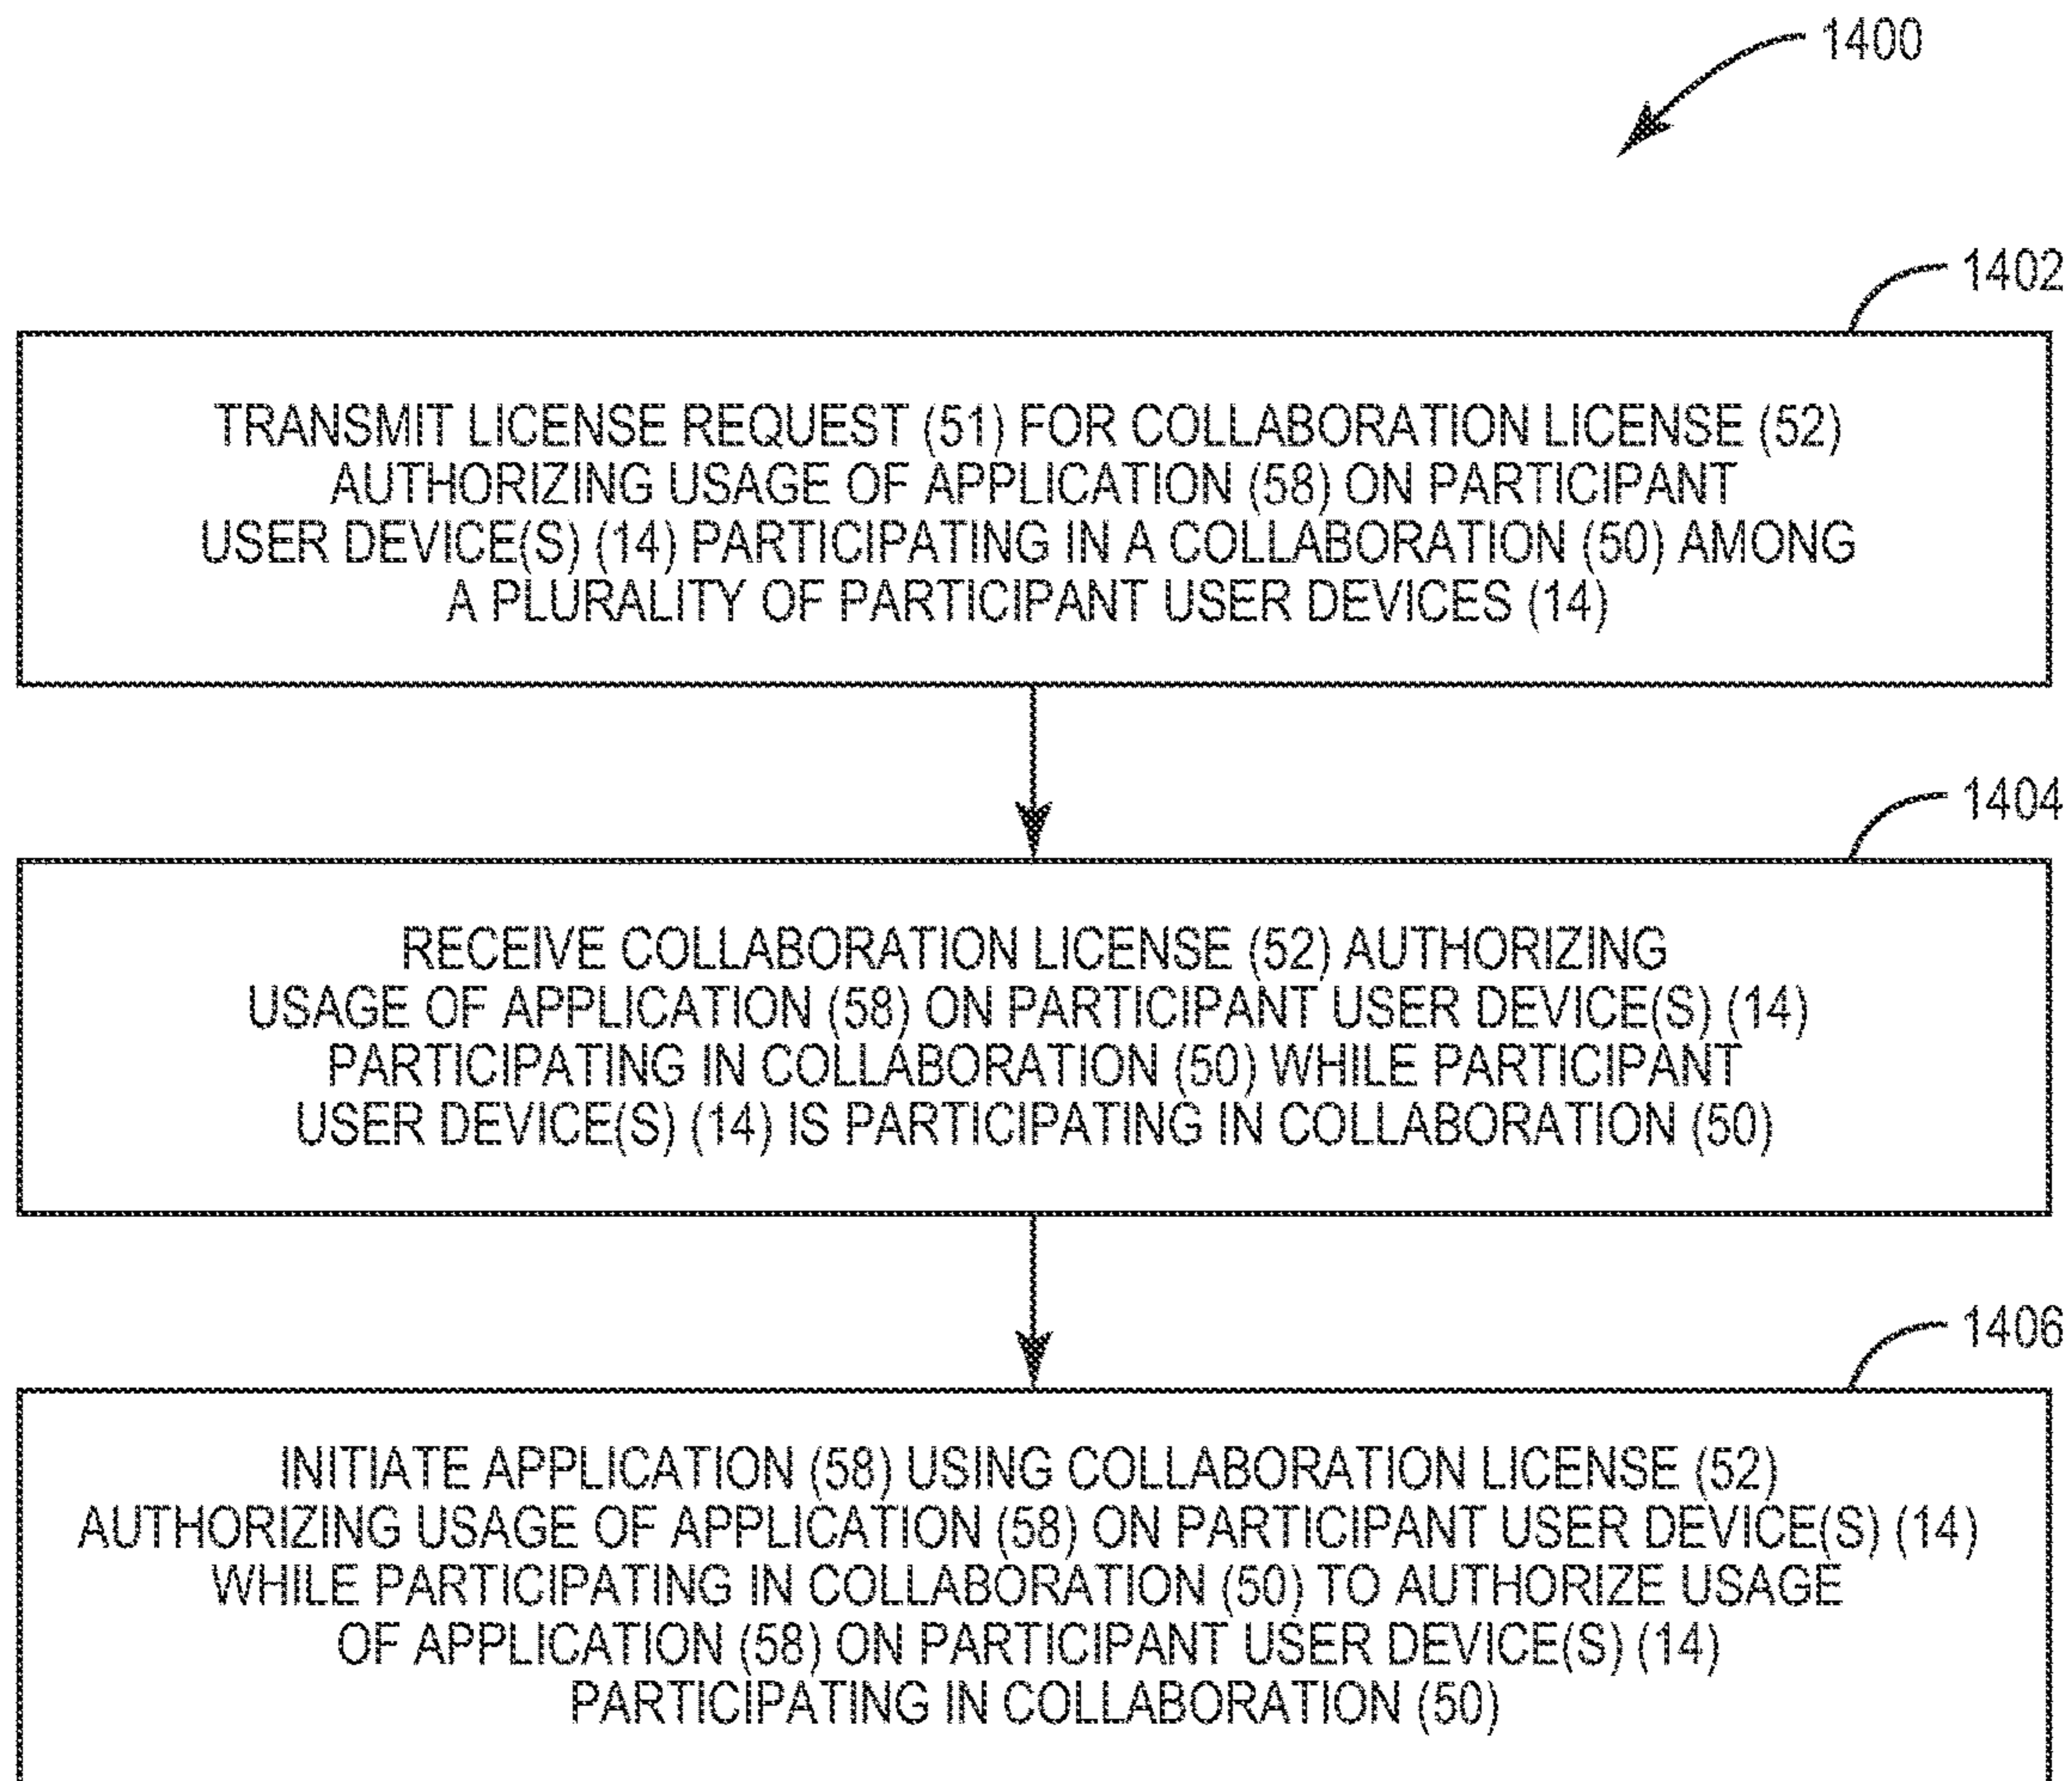 1400
1402
TRANSMIT LICENSE REQUEST (51) FOR COLLABORATION LICENSE (52)
AUTHORIZING USAGE OF APPLICATION (58) ON PARTICIPANT
USER DEVICE(S) (14) PARTICIPATING IN A COLLABORATION (50) AMONG
A PLURALITY OF PARTICIPANT USER DEVICES (14)
1404
RECEIVE COLLABORATION LICENSE (52) AUTHORIZING
USAGE OF APPLICATION (58) ON PARTICIPANT USER DEVICE(S) (14)
PARTICIPATING IN COLLABORATION (50) WHILE PARTICIPANT
USER DEVICE(S) (14) IS PARTICIPATING IN COLLABORATION (50)
1406
INITIATE APPLICATION (58) USING COLLABORATION LICENSE (52)
AUTHORIZING USAGE OF APPLICATION (58) ON PARTICIPANT USER DEVICE(S) (14)
WHILE PARTICIPATING IN COLLABORATION (50) TO AUTHORIZE USAGE
OF APPLICATION (58) ON PARTICIPANT USER DEVICE(S) (14)
PARTICIPATING IN COLLABORATION (50)